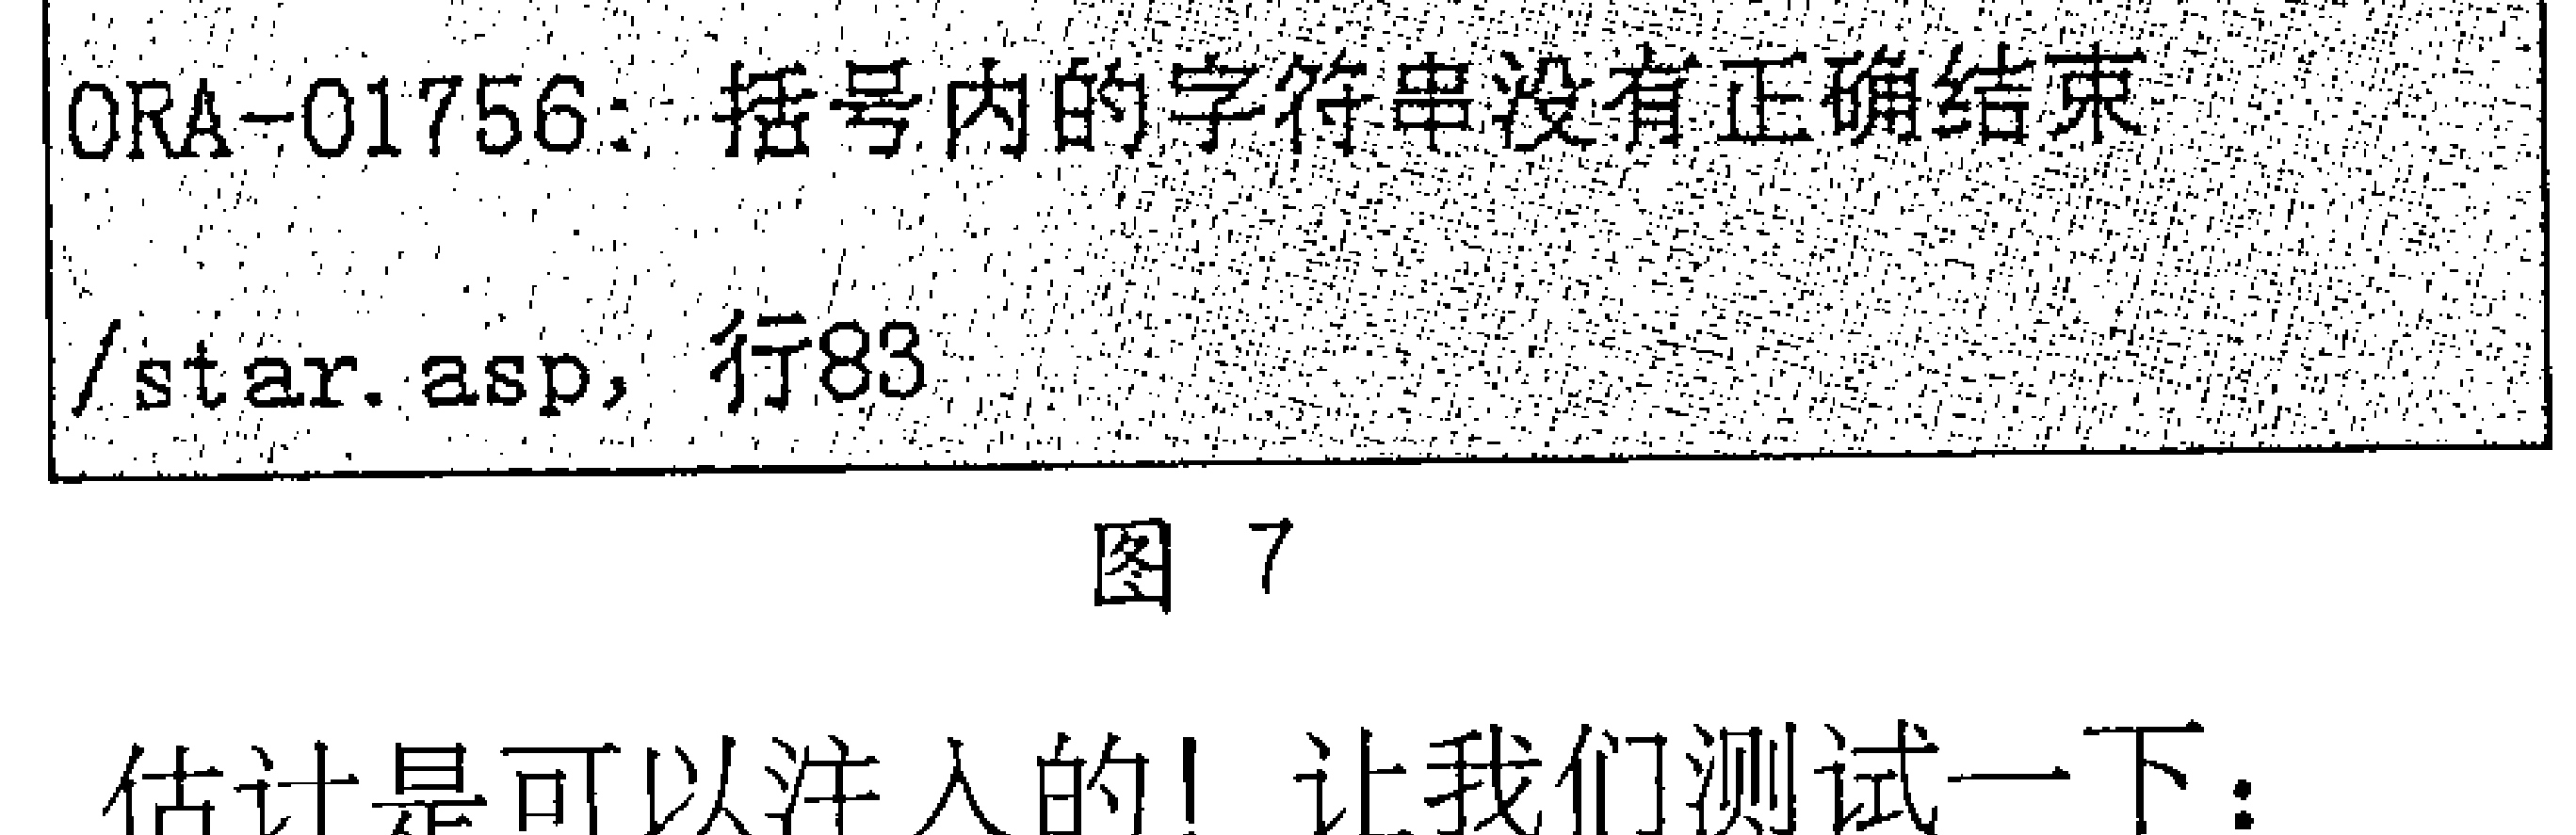 ORA-01756: 括号内的字符串没有正确结束
/star.asp, 行83
图 7
估计是可以注入的！让我们测试一下：